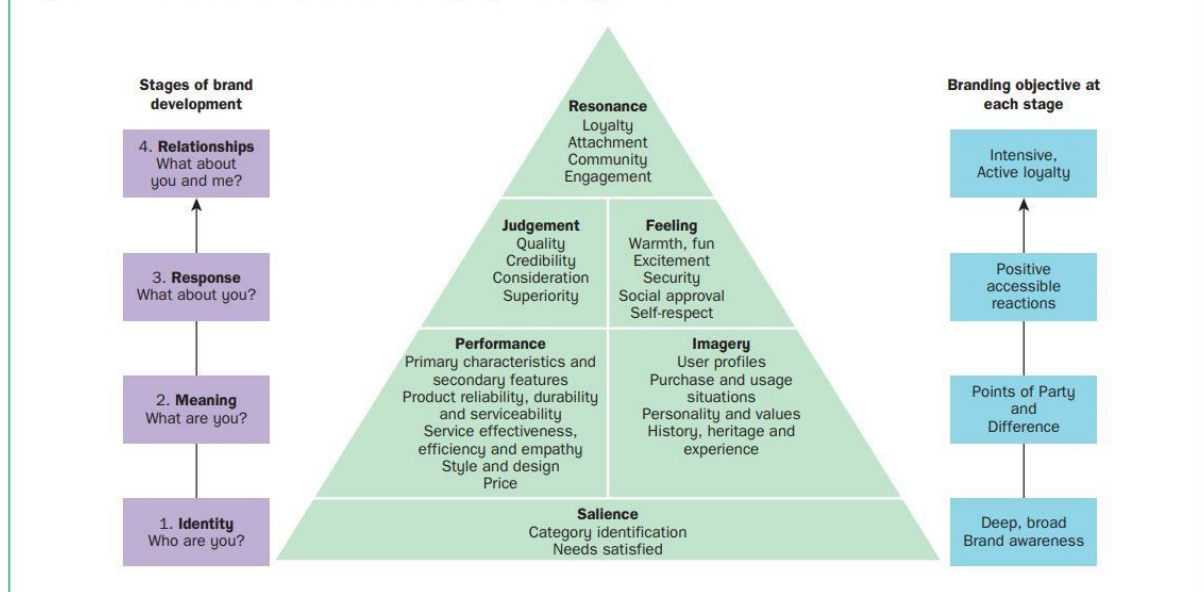 Stages of brand
development
4. Relationships
What about
you and me?
3. Response
What about you?
2. Meaning
What are you?
1. Identity
Who are you?
Resonance
Loyalty
Attachment
Community
Engagement
Judgement
Quality
Credibility
Consideration
Superiority
Feeling
Warmth, fun
Excitement
Security
Social approval
Self-respect
Performance
Primary characteristics and
secondary features
Product reliability, durability
and serviceability
Service effectiveness,
efficiency and empathy
Style and design
Price
Imagery
User profiles
Purchase and usage
situations
Personality and values
History, heritage and
experience
Salience
Category identification
Needs satisfied
Branding objective at
each stage
Intensive,
Active loyalty
Positive
accessible
reactions
Points of Party
and
Difference
Deep, broad
Brand awareness